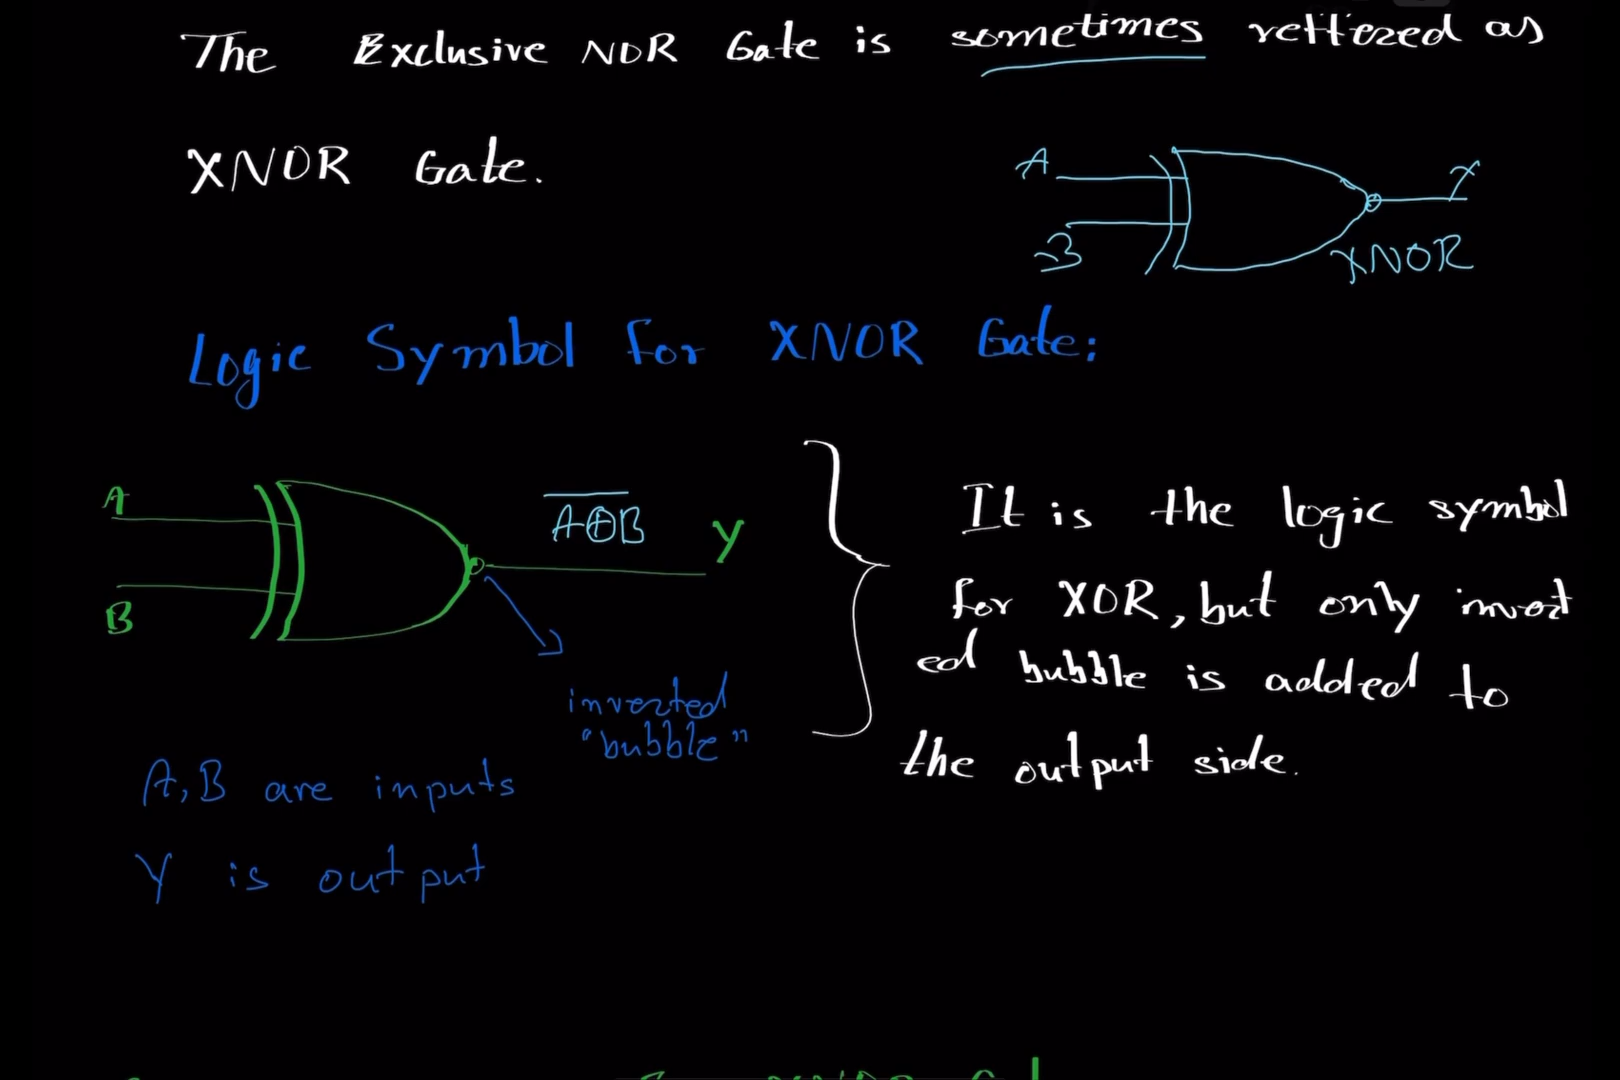 The Exclusive NOR Gate is sometimes reffered as
XNOR Gate.
A
Y
B
XNOR
Logic Symbol for XNOR Gate:
A
B
$\overline{A \oplus B}$
Y
inverted
"bubble"
A, B are inputs
Y is output
It is the logic symbol
for XOR, but only invert
ed bubble is added to
the output side.